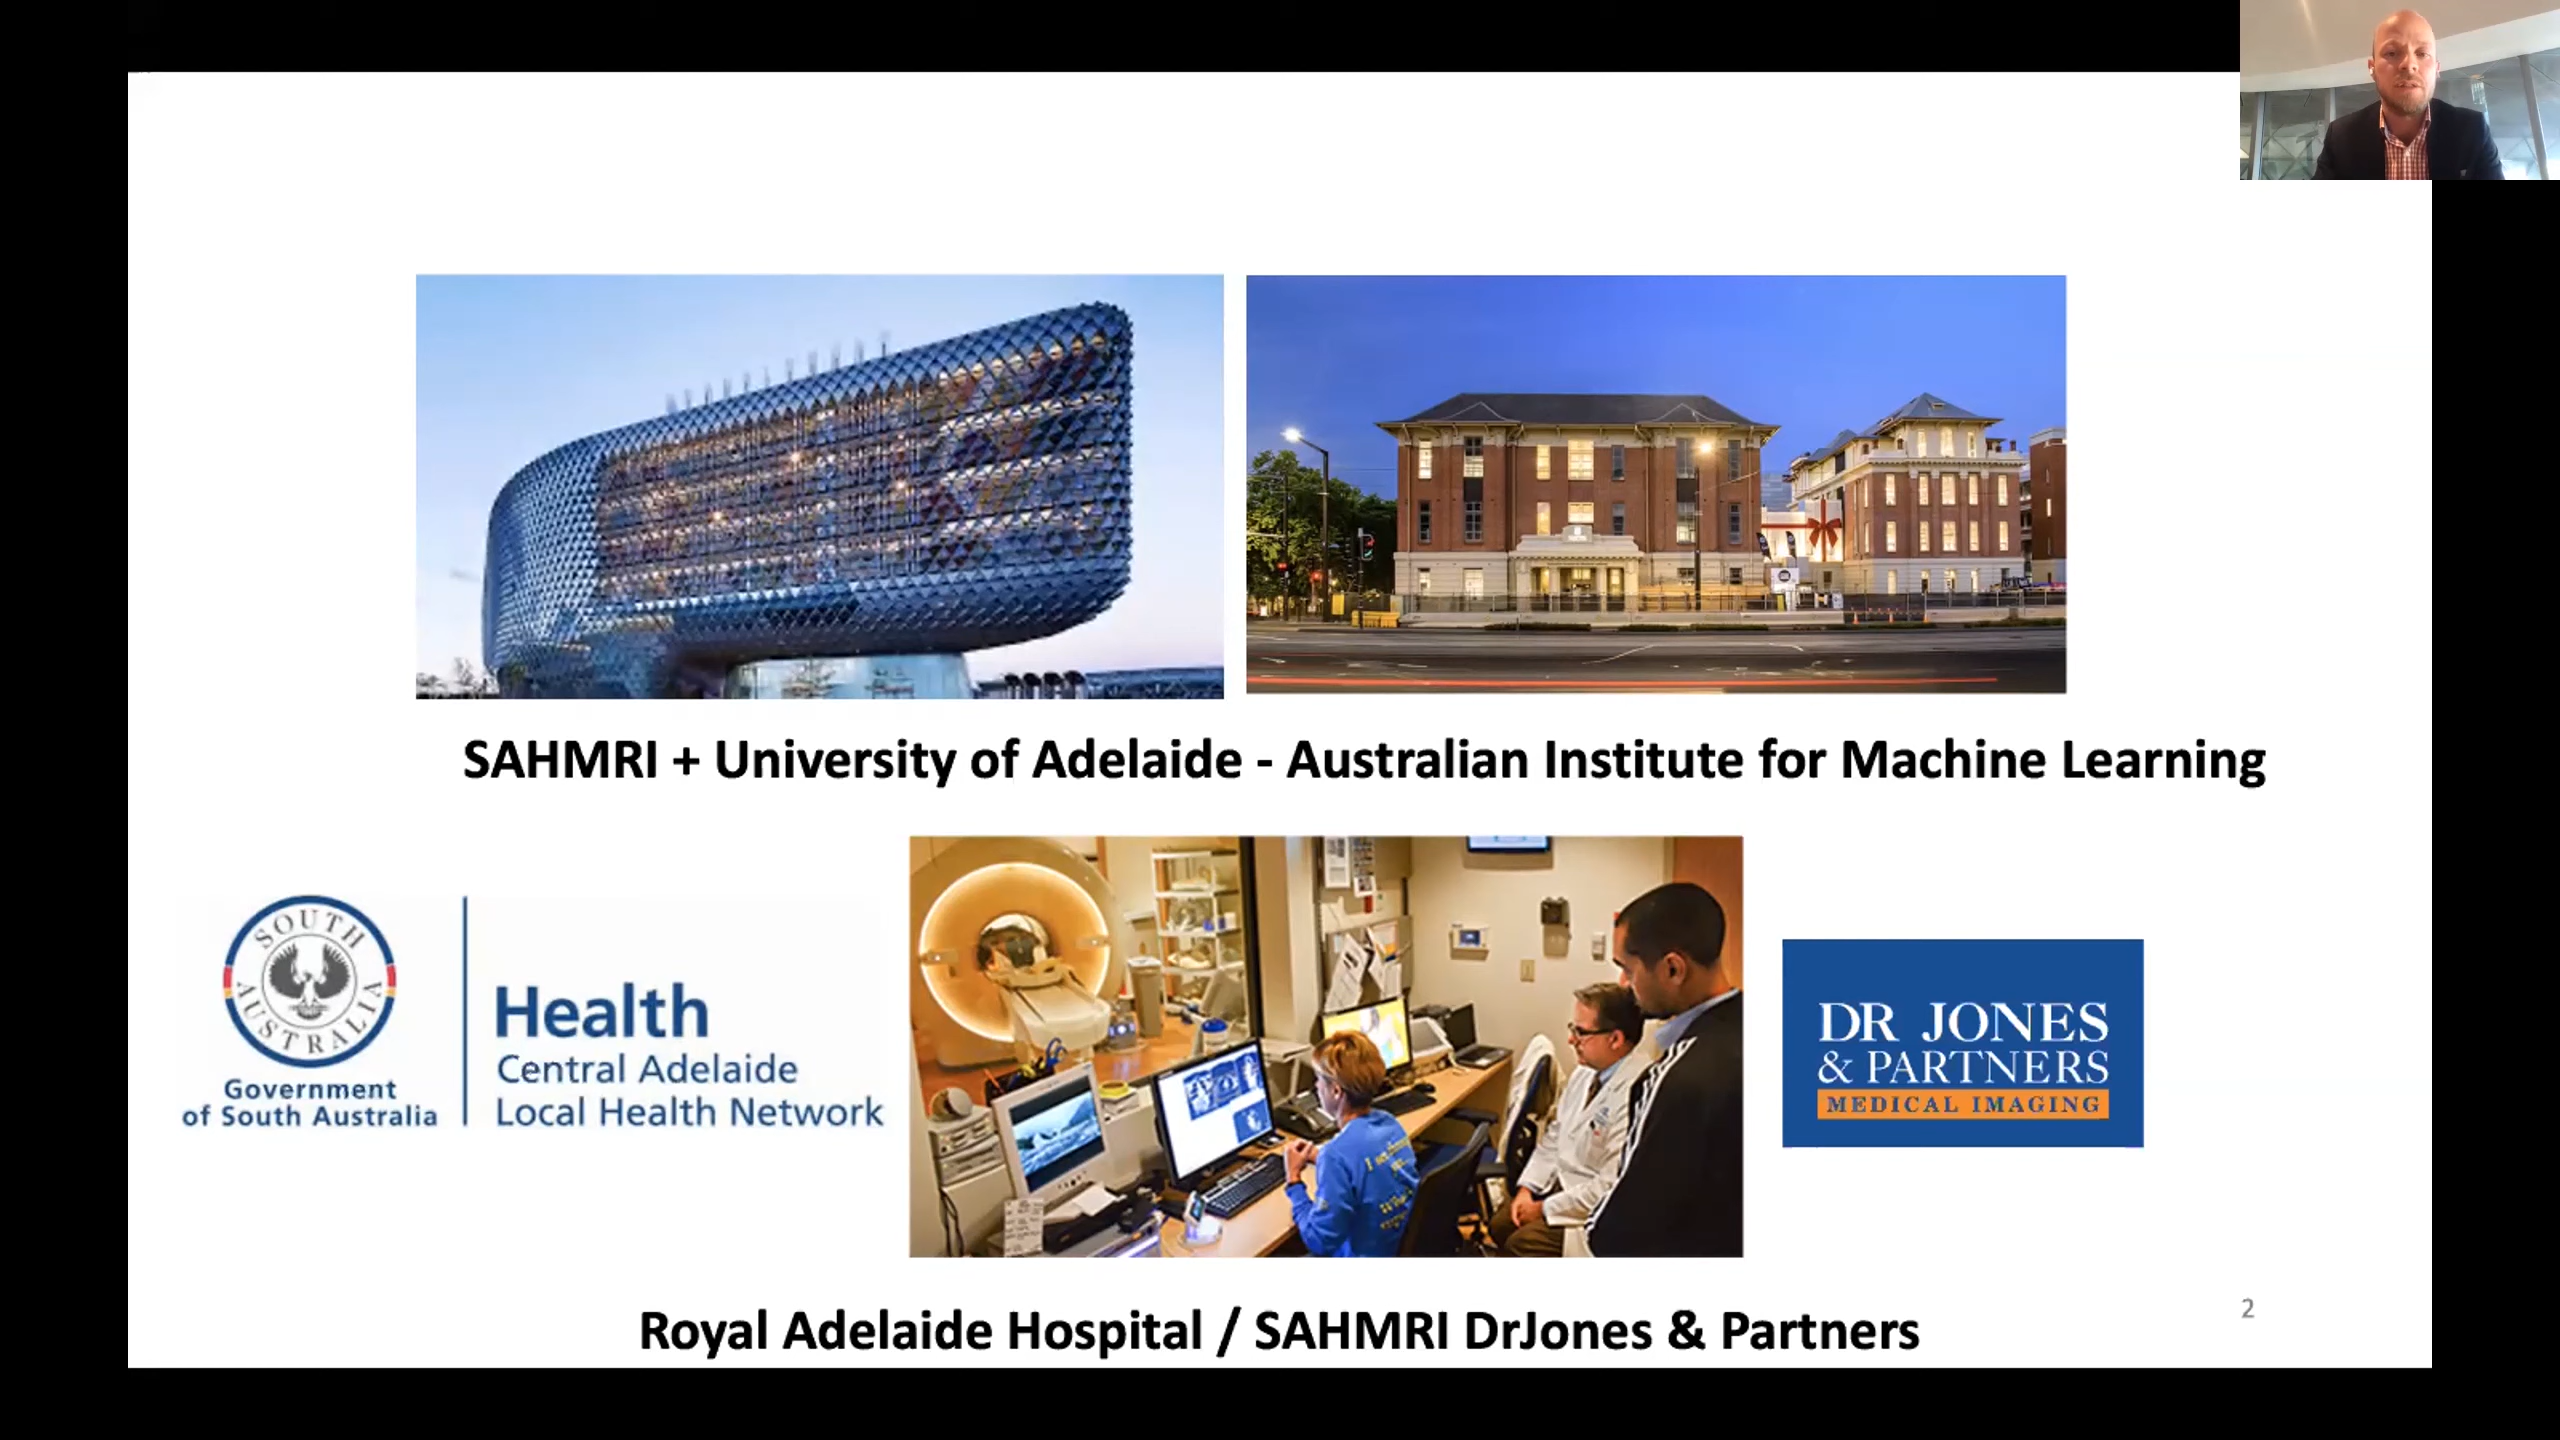 SAHMRI + University of Adelaide - Australian Institute for Machine Learning
SOUTH
AUSTRALIA
Government
of South Australia
Health
Central Adelaide
Local Health Network
DR JONES
& PARTNERS
MEDICAL IMAGING
Royal Adelaide Hospital / SAHMRI DrJones & Partners
2